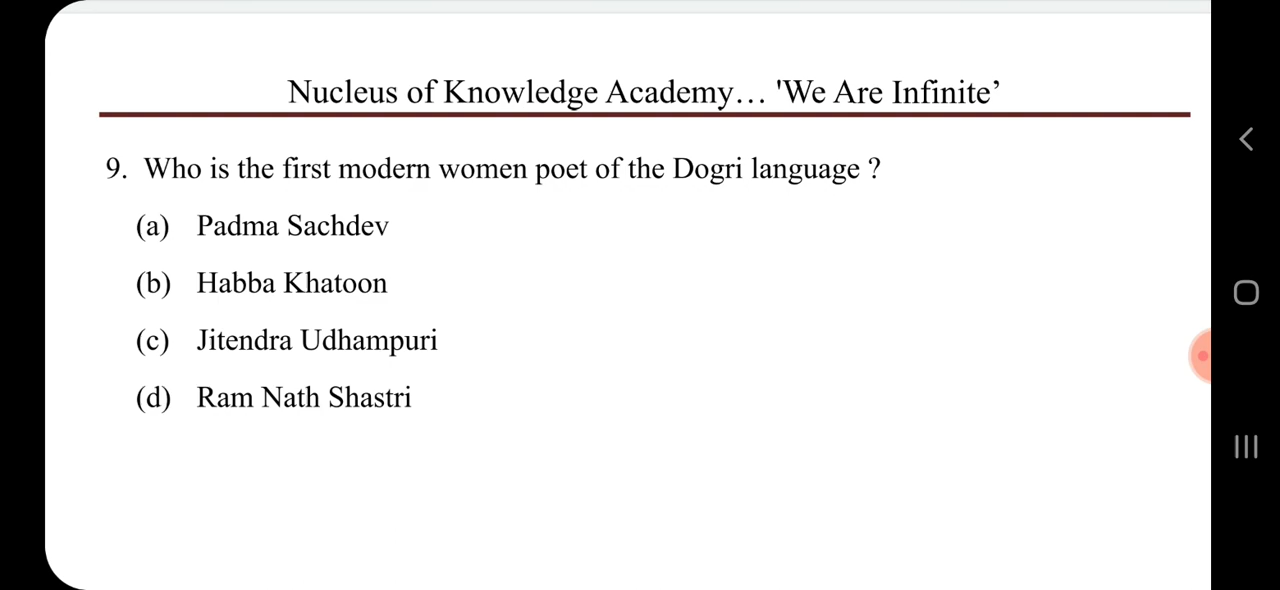 Nucleus of Knowledge Academy… 'We Are Infinite’
9. Who is the first modern women poet of the Dogri language ?
(a) Padma Sachdev
(b) Habba Khatoon
(c) Jitendra Udhampuri
(d) Ram Nath Shastri